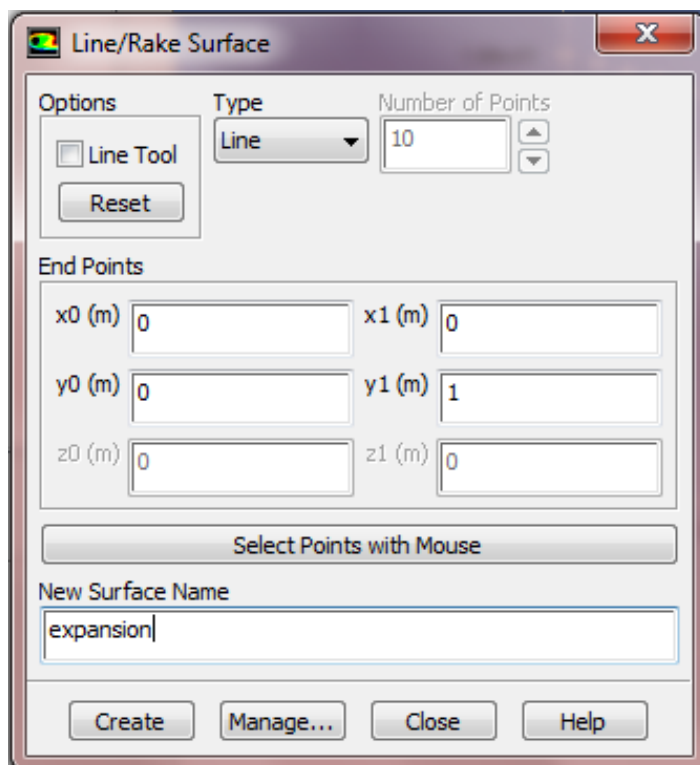 Line/Rake Surface
Options
Type
Number of Points
Line Tool
Line
10
Reset
End Points
x0 (m) 0
x1 (m) 0
y0 (m) 0
y1 (m) 1
z0 (m) 0
z1 (m) 0
Select Points with Mouse
New Surface Name
expansion
Create
Manage...
Close
Help